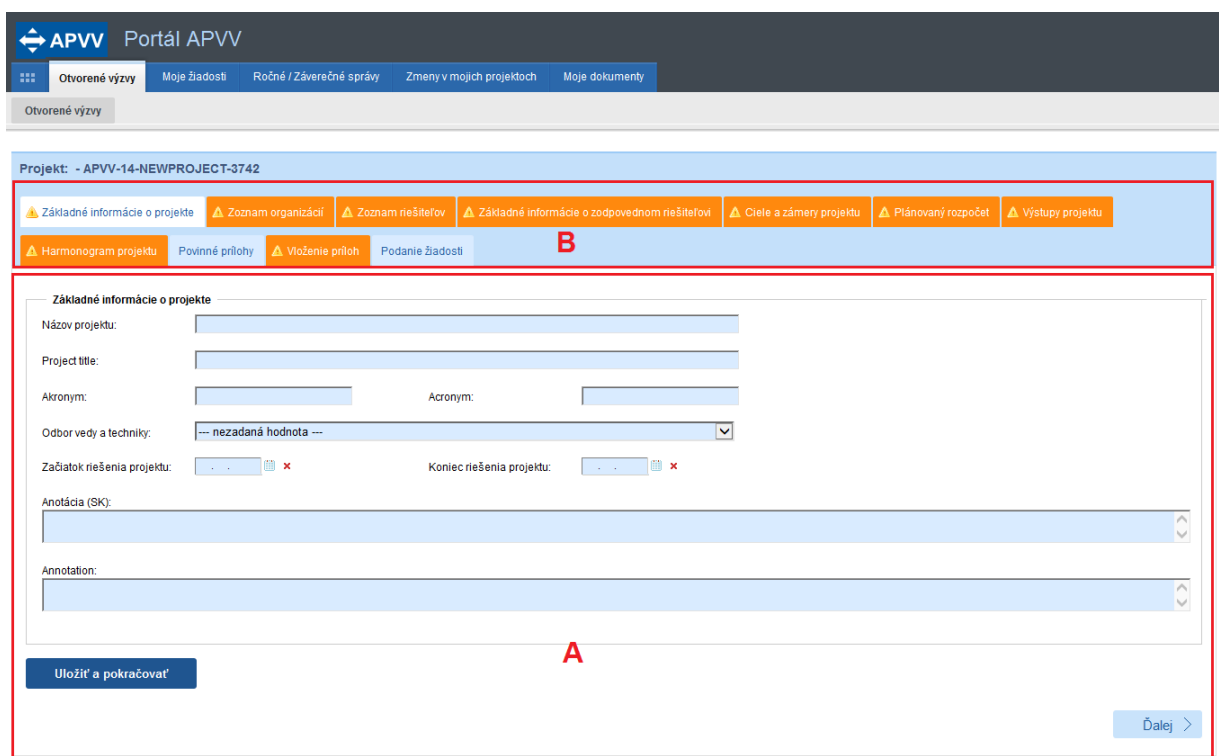 APVV Portál APVV
Otvorené výzvy Moje žiadosti Ročné / Záverečné správy Zmeny v mojich projektoch Moje dokumenty
Otvorené výzvy
Projekt: - APVV-14-NEWPROJECT-3742
Základné informácie o projekte Zoznam organizácií Zoznam riešiteľov Základné informácie o zodpovednom riešiteľovi Ciele a zámery projektu Plánovaný rozpočet Výstupy projektu
Harmonogram projektu Povinné prílohy Vloženie príloh Podanie žiadosti
B
Základné informácie o projekte
Názov projektu:
Project title:
Akronym: Acronym:
Odbor vedy a techniky: --- nezadaná hodnota ---
Začiatok riešenia projektu: . . Koniec riešenia projektu: . .
Anotácia (SK):
Annotation:
A
Uložiť a pokračovať
Ďalej